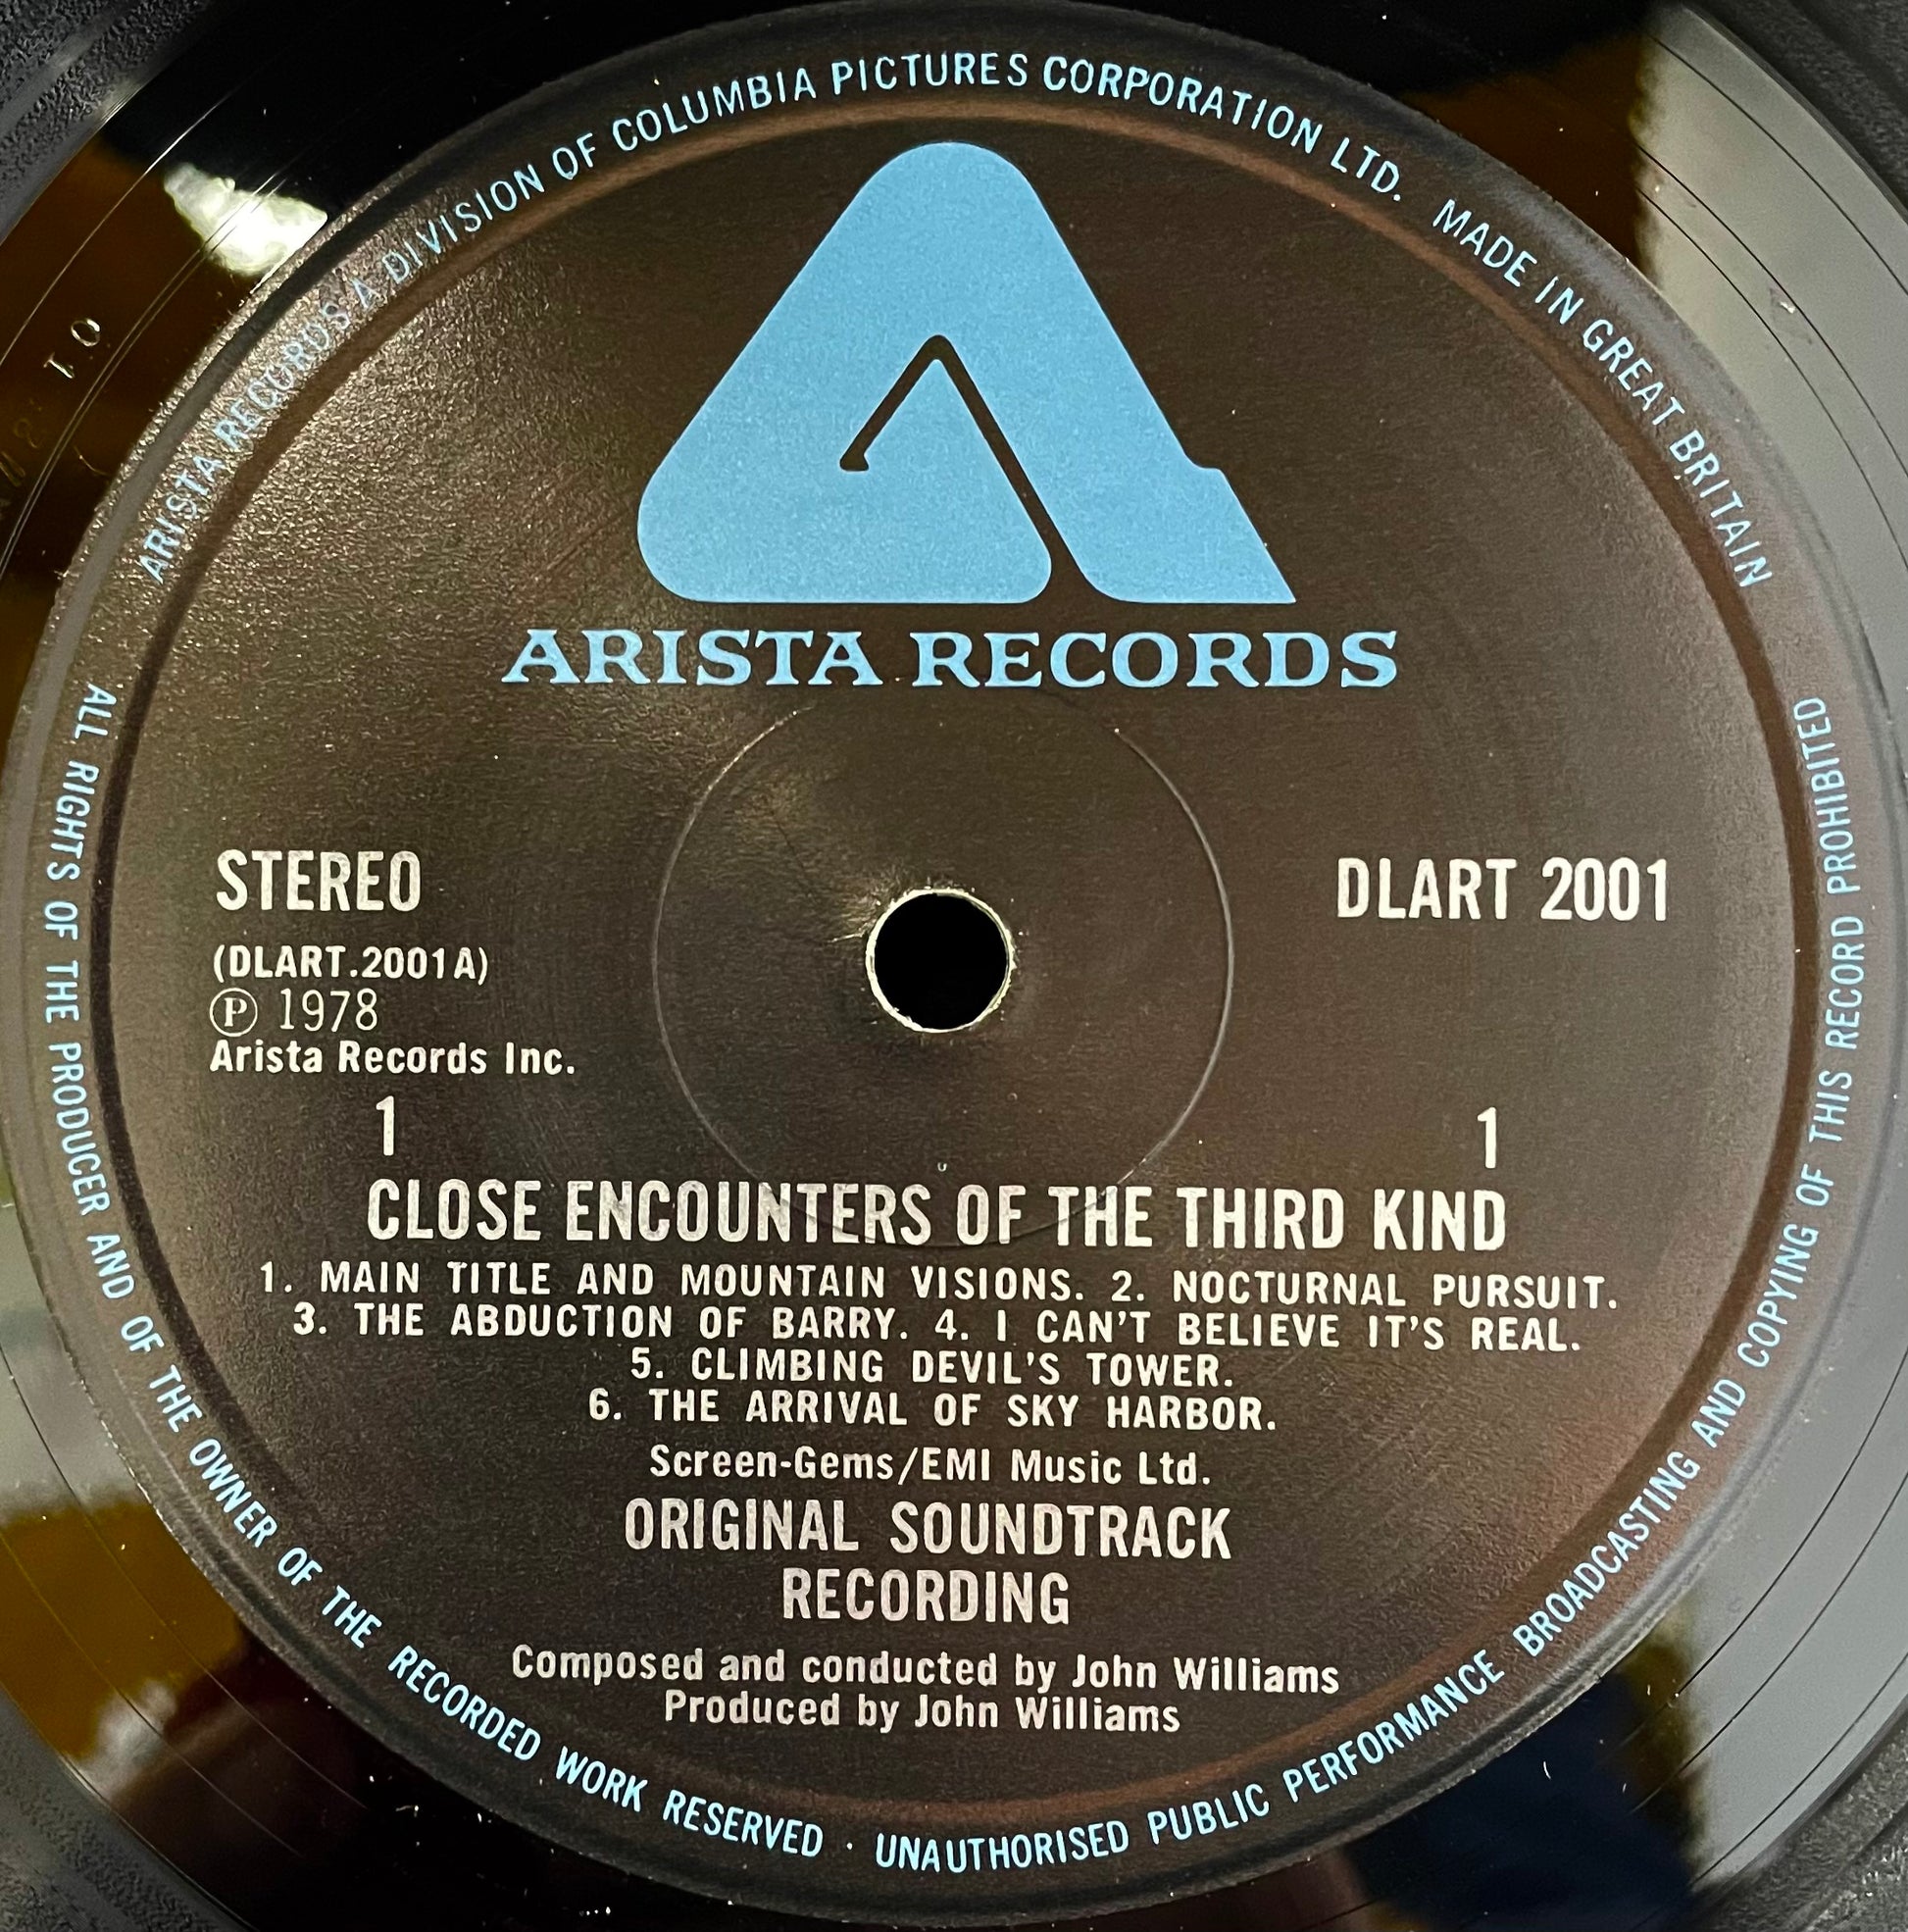 ARISTA RECORDS A DIVISION OF COLUMBIA PICTURES CORPORATION LTD. MADE IN GREAT BRITAIN
ARISTA RECORDS
STEREO
DLART 2001
(DLART.2001A)
Ⓟ 1978
Arista Records Inc.
1
1
CLOSE ENCOUNTERS OF THE THIRD KIND
1. MAIN TITLE AND MOUNTAIN VISIONS. 2. NOCTURNAL PURSUIT.
3. THE ABDUCTION OF BARRY. 4. I CAN'T BELIEVE IT'S REAL.
5. CLIMBING DEVIL'S TOWER.
6. THE ARRIVAL OF SKY HARBOR.
Screen-Gems/EMI Music Ltd.
ORIGINAL SOUNDTRACK
RECORDING
Composed and conducted by John Williams
Produced by John Williams
ALL RIGHTS OF THE PRODUCER AND OF THE OWNER OF THE RECORDED WORK RESERVED · UNAUTHORISED PUBLIC PERFORMANCE BROADCASTING AND COPYING OF THIS RECORD PROHIBITED